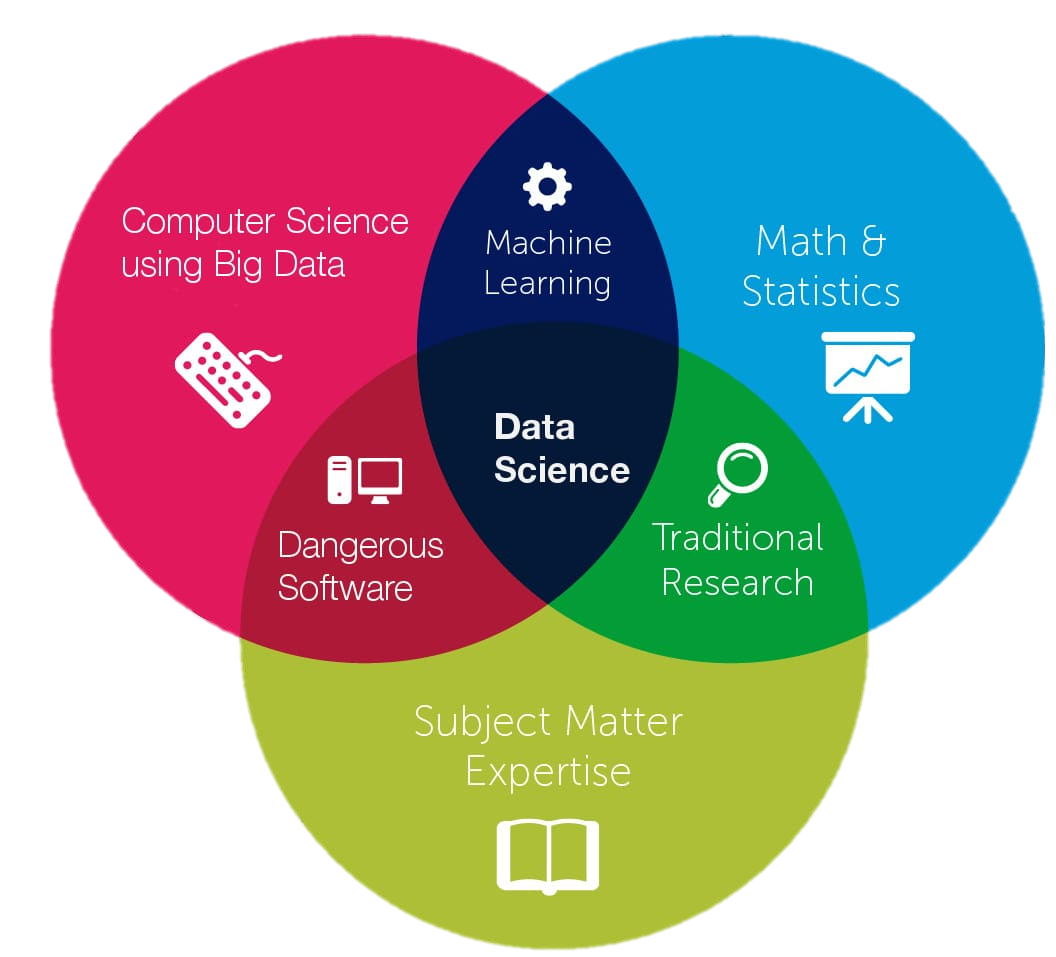 Computer Science
using Big Data
Machine
Learning
Math &
Statistics
Data
Science
Dangerous
Software
Traditional
Research
Subject Matter
Expertise